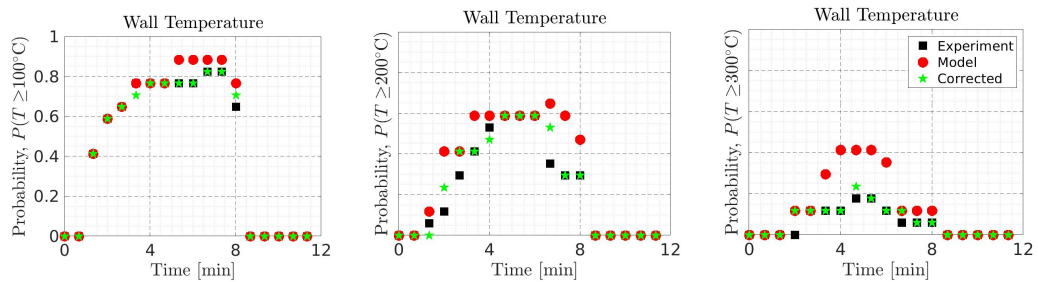 Wall Temperature
Probability, P(T ≥100°C)
1
0.8
0.6
0.4
0.2
0
0 4 8 12
Time [min]
Wall Temperature
Probability, P(T ≥200°C)
0 4 8 12
Time [min]
Wall Temperature
Probability, P(T ≥300°C)
Experiment
Model
Corrected
0 4 8 12
Time [min]